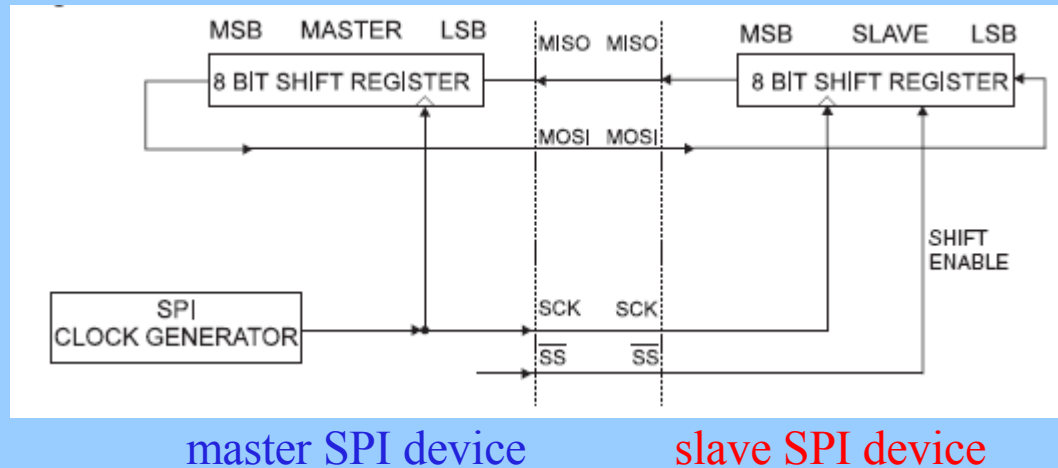 MSB MASTER LSB
MISO MISO
MSB SLAVE LSB
8 BIT SHIFT REGISTER
8 BIT SHIFT REGISTER
MOSI MOSI
SHIFT
ENABLE
SPI
CLOCK GENERATOR
SCK SCK
SS SS
master SPI device
slave SPI device